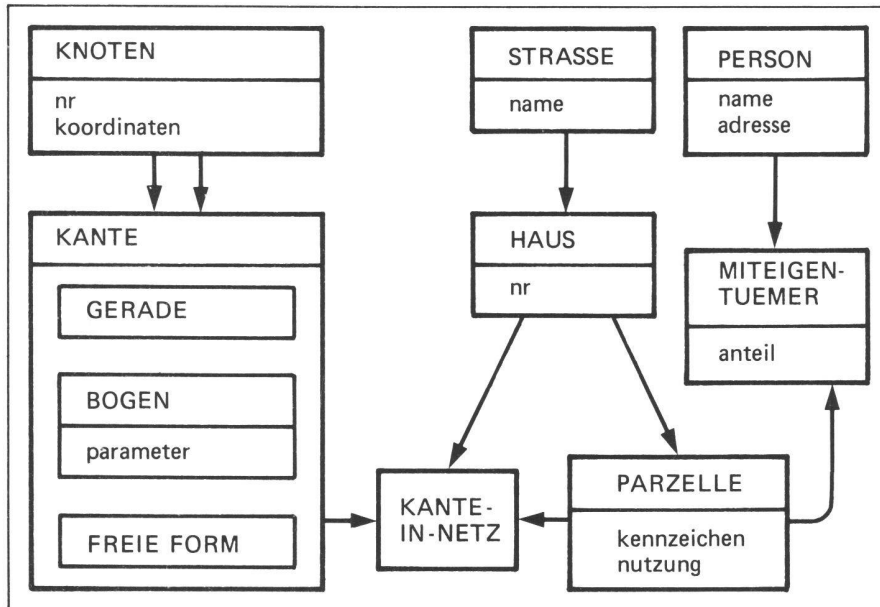 KNOTEN
nr
koordinaten
STRASSE
name
PERSON
name
adresse
KANTE
GERADE
BOGEN
parameter
FREIE FORM
HAUS
nr
MITEIGEN-
TUEMER
anteil
KANTE-
IN-NETZ
PARZELLE
kennzeichen
nutzung